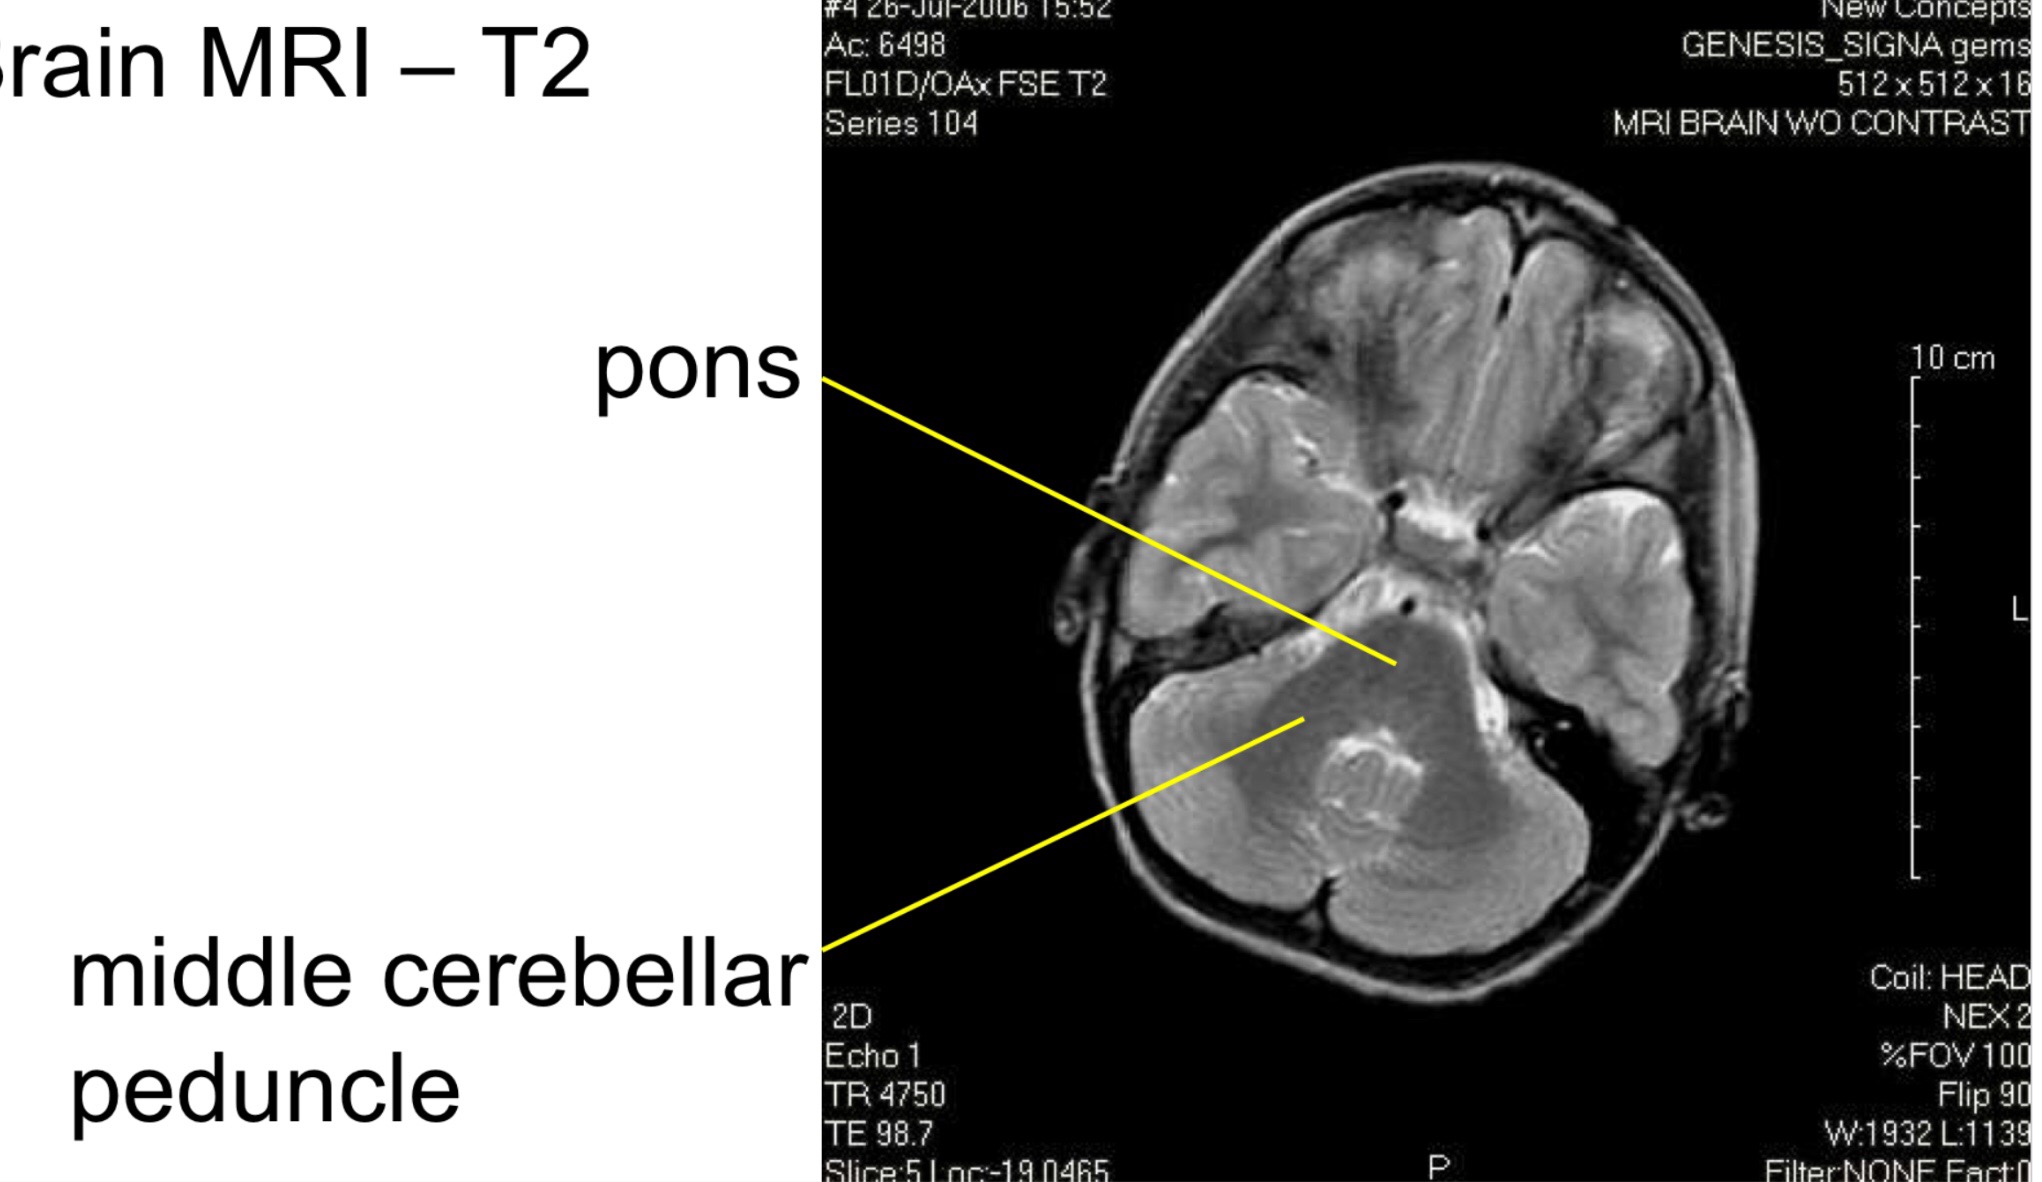 rain MRI – T2
pons
middle cerebellar
peduncle
#4 26-Jul-2006 15:52
Ac: 6498
FL01D/OAx FSE T2
Series 104
New Concepts
GENESIS_SIGNA gems
512 x 512 x 16
MRI BRAIN WO CONTRAST
10 cm
L
2D
Echo 1
TR 4750
TE 98.7
Slice:5 Loc:-19.0465
P
Coil: HEAD
NEX 2
%FOV 100
Flip 90
W:1932 L:1139
Filter:NONE Fact:0